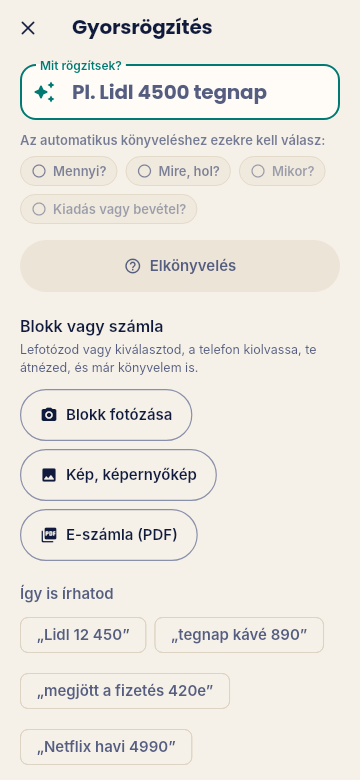 Gyorsrögzítés
Mit rögzítsek?
Pl. Lidl 4500 tegnap
Az automatikus könyveléshez ezekre kell válasz:
Mennyi?
Mire, hol?
Mikor?
Kiadás vagy bevétel?
Elkönyvelés
Blokk vagy számla
Lefotózod vagy kiválasztod, a telefon kiolvassa, te
átnézed, és már könyvelem is.
Blokk fotózása
Kép, képernyőkép
E-számla (PDF)
Így is írhatod
„Lidl 12 450”
„tegnap kávé 890”
„megjött a fizetés 420e”
„Netflix havi 4990”